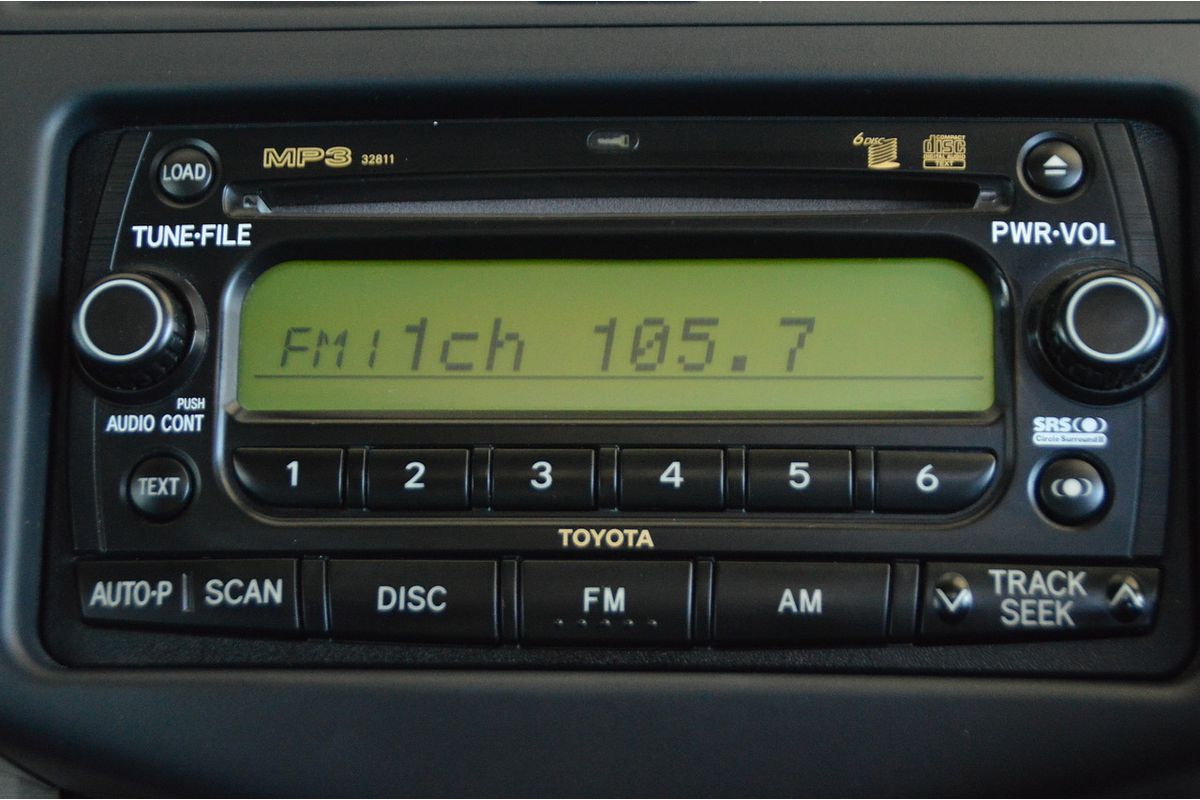 LOAD MP3 32811 6 DISC COMPACT disc DIGITAL AUDIO TEXT
TUNE•FILE PWR•VOL
FM1 1ch 105.7
PUSH
AUDIO CONT
SRS
Circle Surround II
TEXT 1 2 3 4 5 6
TOYOTA
AUTO•P SCAN DISC FM AM TRACK
SEEK